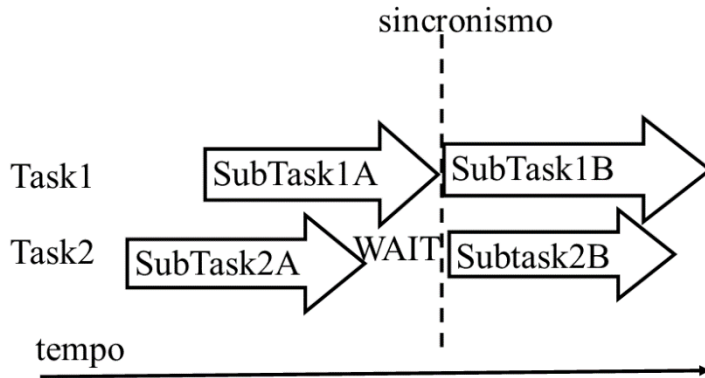 sincronismo
Task1 SubTask1A SubTask1B
Task2 SubTask2A WAIT Subtask2B
tempo